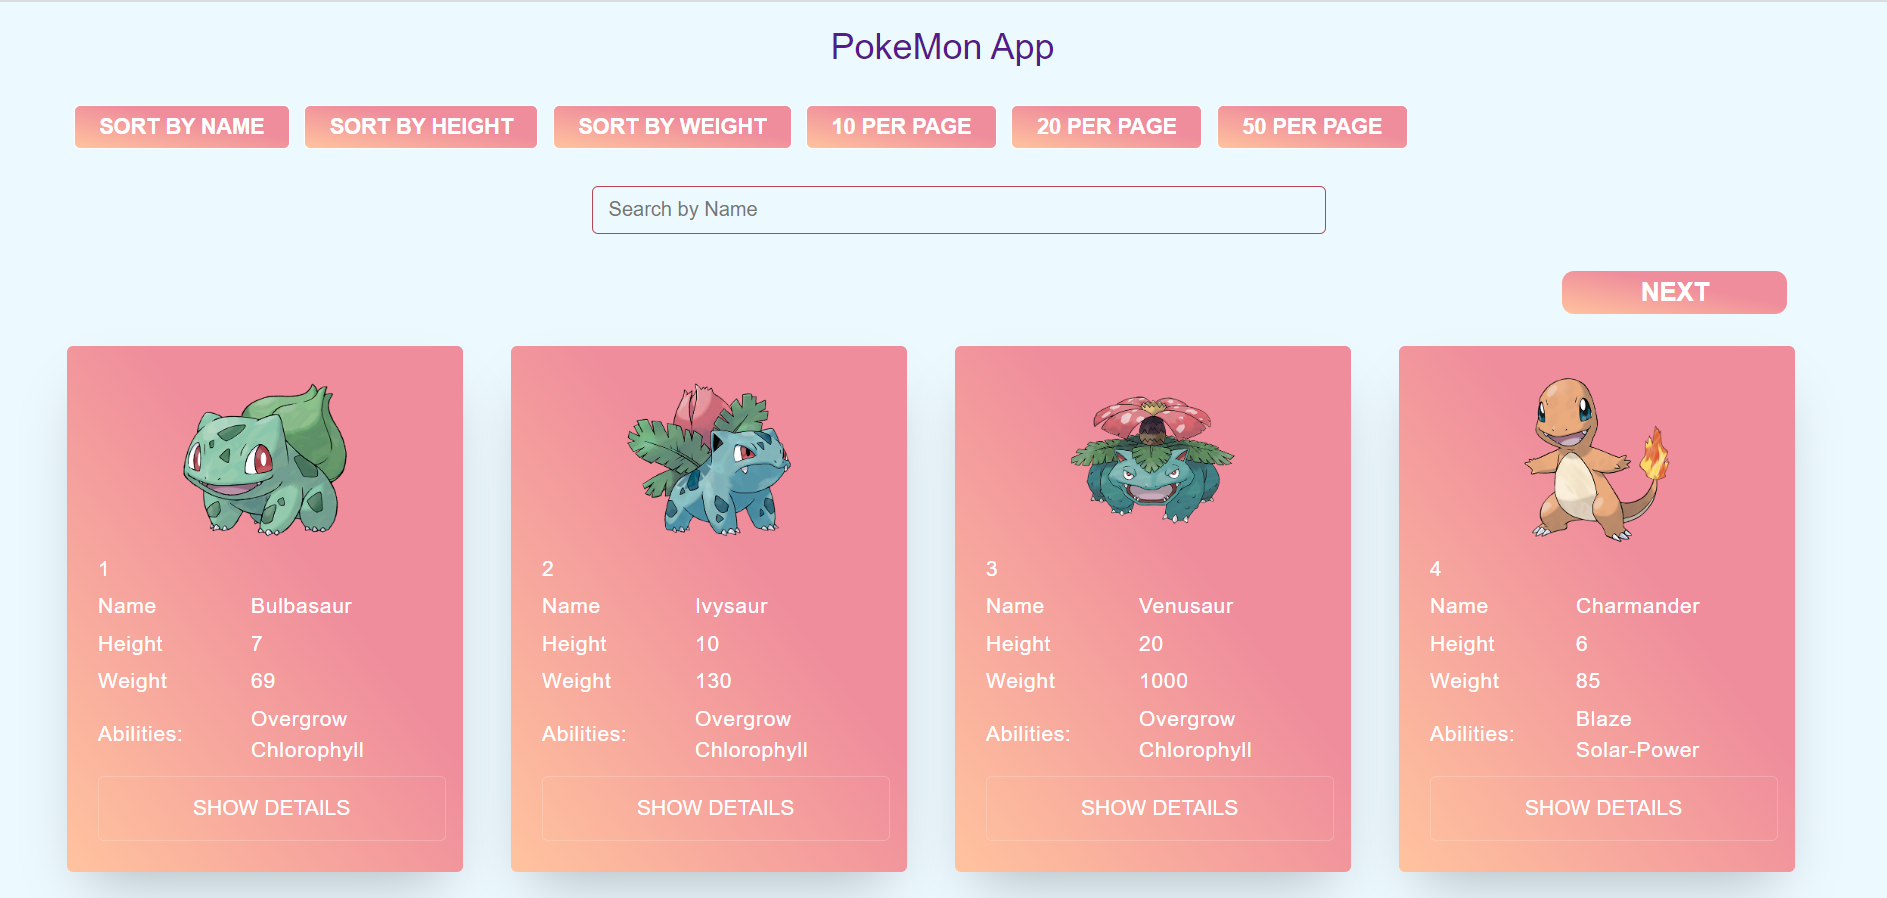 PokeMon App
SORT BY NAME SORT BY HEIGHT SORT BY WEIGHT 10 PER PAGE 20 PER PAGE 50 PER PAGE
Search by Name
NEXT
1
Name Bulbasaur
Height 7
Weight 69
Abilities: Overgrow
Chlorophyll
SHOW DETAILS
2
Name Ivysaur
Height 10
Weight 130
Abilities: Overgrow
Chlorophyll
SHOW DETAILS
3
Name Venusaur
Height 20
Weight 1000
Abilities: Overgrow
Chlorophyll
SHOW DETAILS
4
Name Charmander
Height 6
Weight 85
Abilities: Blaze
Solar-Power
SHOW DETAILS